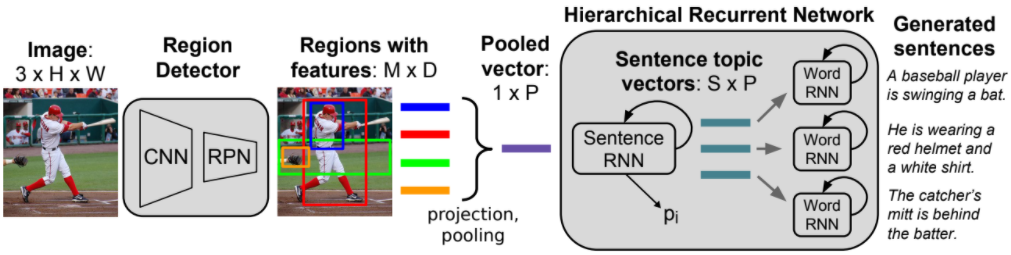 Image:
3 x H x W
Region
Detector
CNN
RPN
Regions with
features: M x D
projection,
pooling
Pooled
vector:
1 x P
Hierarchical Recurrent Network
Sentence
RNN
pi
Sentence topic
vectors: S x P
Word
RNN
Word
RNN
Word
RNN
Generated
sentences
A baseball player
is swinging a bat.
He is wearing a
red helmet and
a white shirt.
The catcher's
mitt is behind
the batter.